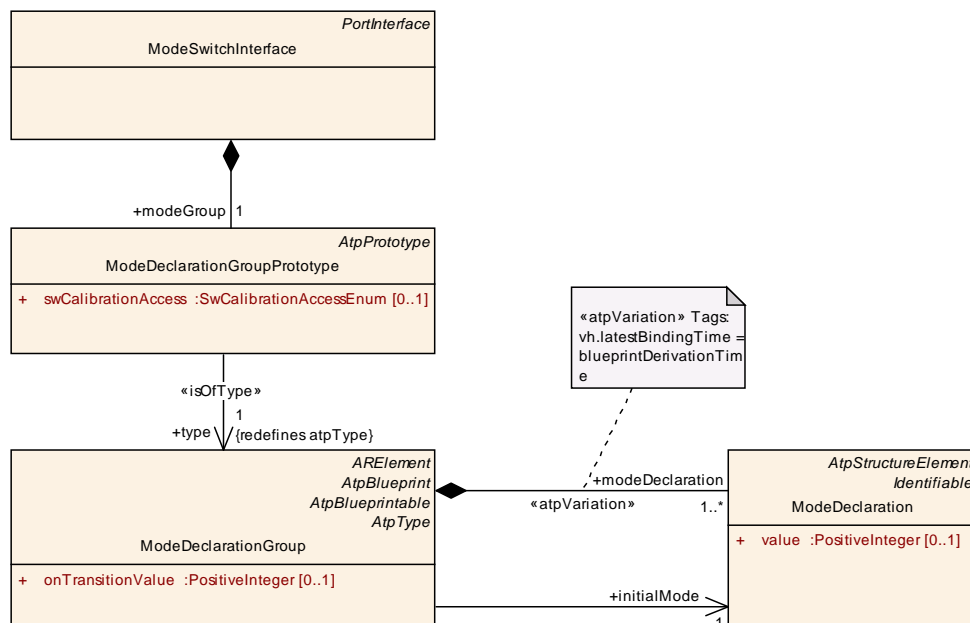 PortInterface
ModeSwitchInterface
+modeGroup 1
AtpPrototype
ModeDeclarationGroupPrototype
+ swCalibrationAccess :SwCalibrationAccessEnum [0..1]
«atpVariation» Tags:
vh.latestBindingTime =
blueprintDerivationTim
e
«isOfType»
1
+type {redefines atpType}
ARElement
AtpBlueprint
AtpBlueprintable
AtpType
ModeDeclarationGroup
+ onTransitionValue :PositiveInteger [0..1]
+modeDeclaration
«atpVariation» 1..*
AtpStructureElement
Identifiable
ModeDeclaration
+ value :PositiveInteger [0..1]
+initialMode
1